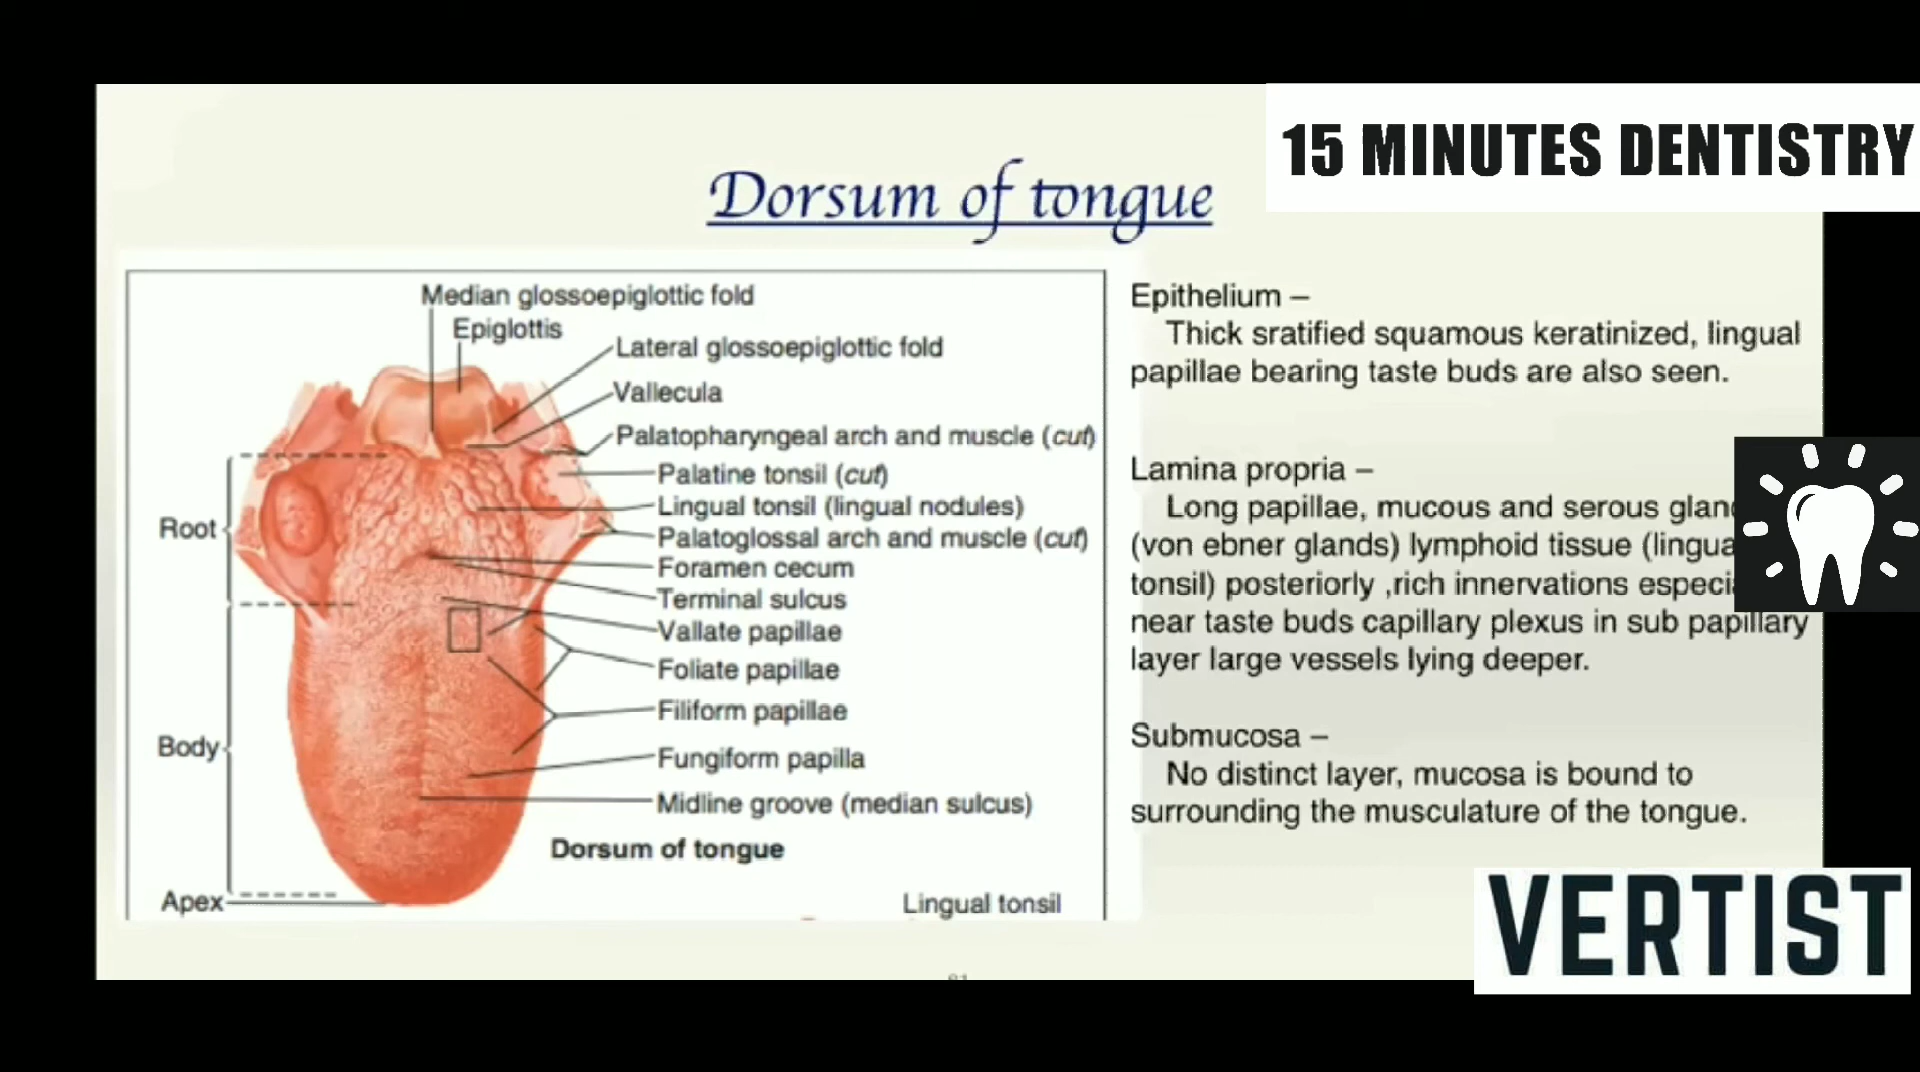 15 MINUTES DENTISTRY
Dorsum of tongue
Median glossoepiglottic fold
Epiglottis
Lateral glossoepiglottic fold
Vallecula
Palatopharyngeal arch and muscle (cut)
Palatine tonsil (cut)
Lingual tonsil (lingual nodules)
Palatoglossal arch and muscle (cut)
Foramen cecum
Terminal sulcus
Vallate papillae
Foliate papillae
Filiform papillae
Fungiform papilla
Midline groove (median sulcus)
Dorsum of tongue
Lingual tonsil
Root
Body
Apex
Epithelium –
Thick sratified squamous keratinized, lingual
papillae bearing taste buds are also seen.
Lamina propria –
Long papillae, mucous and serous glan
(von ebner glands) lymphoid tissue (lingua
tonsil) posteriorly ,rich innervations especi
near taste buds capillary plexus in sub papillary
layer large vessels lying deeper.
Submucosa –
No distinct layer, mucosa is bound to
surrounding the musculature of the tongue.
VERTIST